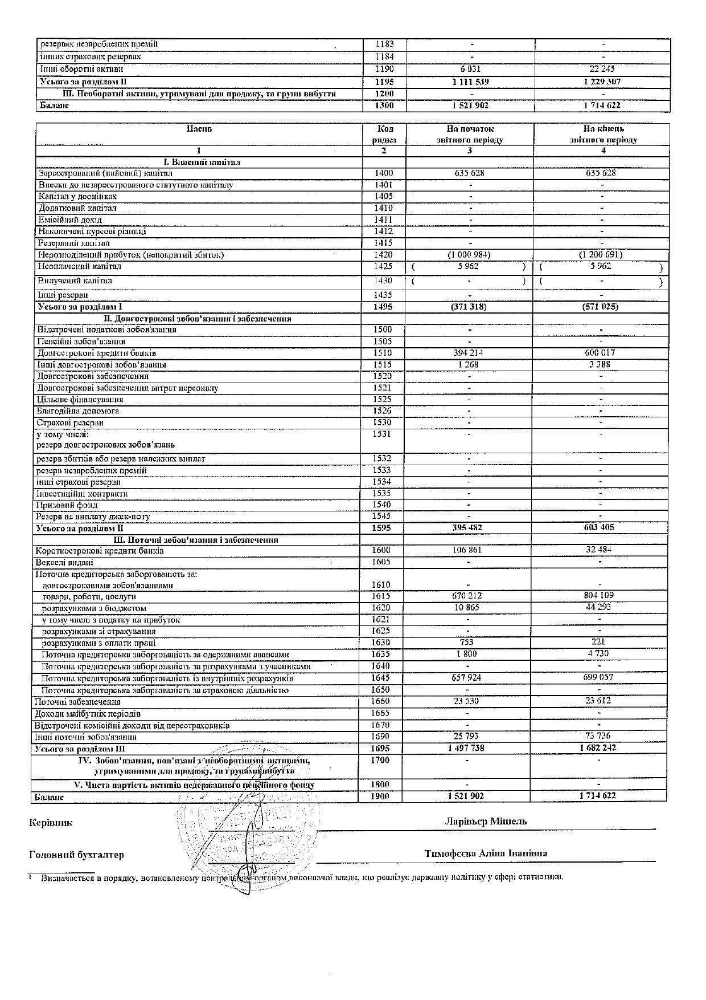 резервах незароблених премій 1183 - -
інших страхових резервах 1184 - -
Інші оборотні активи 1190 6 031 22 245
Усього за розділом II 1195 1 111 539 1 229 307
III. Необоротні активи, утримувані для продажу, та групи вибуття 1200 - -
Баланс 1300 1 521 902 1 714 622
Пасив Код рядка На початок звітного періоду На кінець звітного періоду
1 2 3 4
I. Власний капітал
Зареєстрований (пайовий) капітал 1400 635 628 635 628
Внески до незареєстрованого статутного капіталу 1401 - -
Капітал у дооцінках 1405 - -
Додатковий капітал 1410 - -
Емісійний дохід 1411 - -
Накопичені курсові різниці 1412 - -
Резервний капітал 1415 - -
Нерозподілений прибуток (непокритий збиток) 1420 (1 000 984) (1 200 691)
Неоплачений капітал 1425 ( 5 962 ) ( 5 962 )
Вилучений капітал 1430 ( - ) ( - )
Інші резерви 1435 - -
Усього за розділом I 1495 (371 318) (571 025)
II. Довгострокові зобов'язання і забезпечення
Відстрочені податкові зобов'язання 1500 - -
Пенсійні зобов'язання 1505 - -
Довгострокові кредити банків 1510 394 214 600 017
Інші довгострокові зобов'язання 1515 1 268 3 388
Довгострокові забезпечення 1520 - -
Довгострокові забезпечення витрат персоналу 1521 - -
Цільове фінансування 1525 - -
Благодійна допомога 1526 - -
Страхові резерви 1530 - -
у тому числі: 1531 - -
резерв довгострокових зобов'язань
резерв збитків або резерв належних виплат 1532 - -
резерв незароблених премій 1533 - -
інші страхові резерви 1534 - -
Інвестиційні контракти 1535 - -
Призовий фонд 1540 - -
Резерв на виплату джек-поту 1545 - -
Усього за розділом II 1595 395 482 603 405
III. Поточні зобов'язання і забезпечення
Короткострокові кредити банків 1600 106 861 32 484
Векселі видані 1605 - -
Поточна кредиторська заборгованість за:
довгостроковими зобов'язаннями 1610 - -
товари, роботи, послуги 1615 670 212 804 109
розрахунками з бюджетом 1620 10 865 44 293
у тому числі з податку на прибуток 1621 - -
розрахунками зі страхування 1625 - -
розрахунками з оплати праці 1630 753 221
Поточна кредиторська заборгованість за одержаними авансами 1635 1 800 4 730
Поточна кредиторська заборгованість за розрахунками з учасниками 1640 - -
Поточна кредиторська заборгованість із внутрішніх розрахунків 1645 657 924 699 057
Поточна кредиторська заборгованість за страховою діяльністю 1650 - -
Поточні забезпечення 1660 23 530 23 612
Доходи майбутніх періодів 1665 - -
Відстрочені комісійні доходи від перестраховиків 1670 - -
Інші поточні зобов'язання 1690 25 793 73 736
Усього за розділом III 1695 1 497 738 1 682 242
IV. Зобов'язання, пов'язані з необоротними активами, 1700 - -
утримуваними для продажу, та групами вибуття
V. Чиста вартість активів недержавного пенсійного фонду 1800 - -
Баланс 1900 1 521 902 1 714 622
Керівник Ларівьєр Мішель
Головний бухгалтер Тимофєєва Аліна Іванівна
1 Визначається в порядку, встановленому центральним органом виконавчої влади, що реалізує державну політику у сфері статистики.